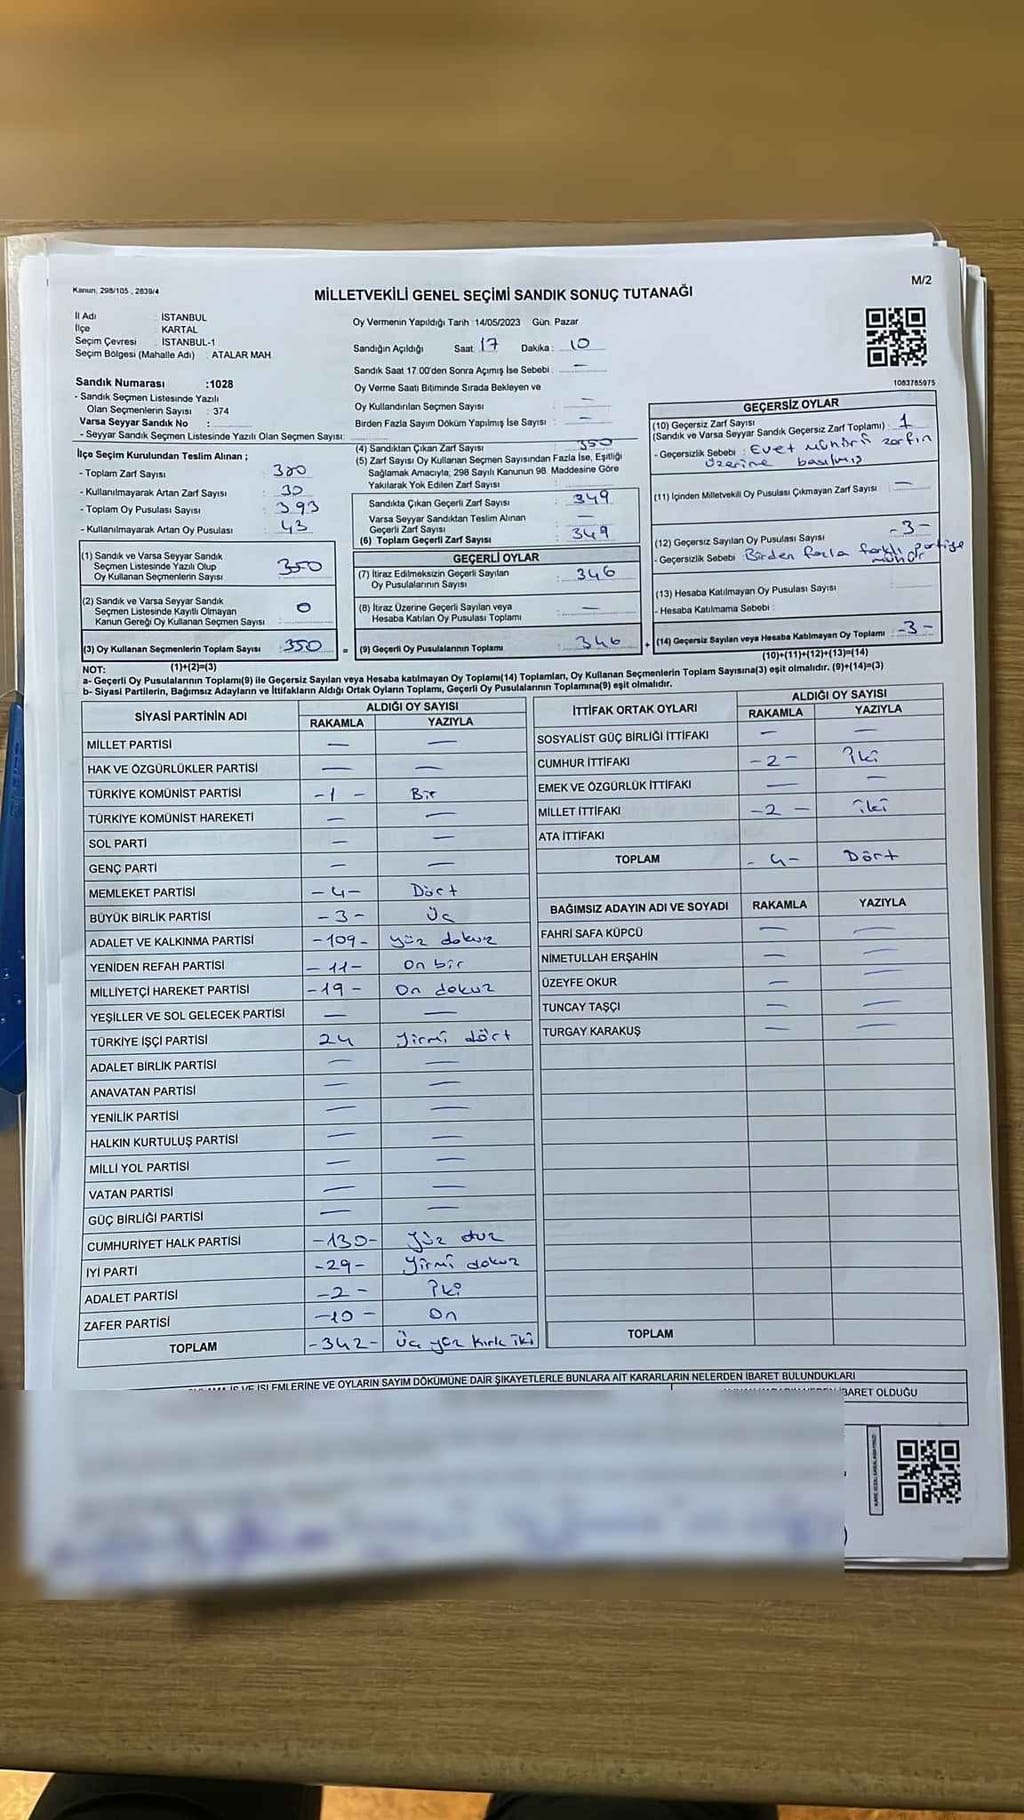 Kanun, 298/105 , 2839/4
M/2
MİLLETVEKİLİ GENEL SEÇİMİ SANDIK SONUÇ TUTANAĞI
İl Adı : İSTANBUL
İlçe : KARTAL
Seçim Çevresi : İSTANBUL-1
Seçim Bölgesi (Mahalle Adı) : ATALAR MAH.
Sandık Numarası :1028
- Sandık Seçmen Listesinde Yazılı
Olan Seçmenlerin Sayısı : 374
Varsa Seyyar Sandık No :
- Seyyar Sandık Seçmen Listesinde Yazılı Olan Seçmen Sayısı:
Oy Vermenin Yapıldığı Tarih :14/05/2023 Gün: Pazar
Sandığın Açıldığı Saat 17 Dakika : 10
Sandık Saat 17:00'den Sonra Açımış İse Sebebi : —
Oy Verme Saati Bitiminde Sırada Bekleyen ve
Oy Kullandırılan Seçmen Sayısı : —
Birden Fazla Sayım Döküm Yapılmış İse Sayısı : —
1083785975
İlçe Seçim Kurulundan Teslim Alınan ;
- Toplam Zarf Sayısı : 380
- Kullanılmayarak Artan Zarf Sayısı : 30
- Toplam Oy Pusulası Sayısı : 393
- Kullanılmayarak Artan Oy Pusulası : 43
(1) Sandık ve Varsa Seyyar Sandık
Seçmen Listesinde Yazılı Olup
Oy Kullanan Seçmenlerin Sayısı : 350
(2) Sandık ve Varsa Seyyar Sandık
Seçmen Listesinde Kayıtlı Olmayan
Kanun Gereği Oy Kullanan Seçmen Sayısı : 0
(3) Oy Kullanan Seçmenlerin Toplam Sayısı : 350 =
(4) Sandıktan Çıkan Zarf Sayısı 350
(5) Zarf Sayısı Oy Kullanan Seçmen Sayısından Fazla İse, Eşitliği
Sağlamak Amacıyla, 298 Sayılı Kanunun 98. Maddesine Göre
Yakılarak Yok Edilen Zarf Sayısı :
Sandıkta Çıkan Geçerli Zarf Sayısı : 349
Varsa Seyyar Sandıktan Teslim Alınan
Geçerli Zarf Sayısı : —
(6) Toplam Geçerli Zarf Sayısı : 349
GEÇERLİ OYLAR
(7) İtiraz Edilmeksizin Geçerli Sayılan
Oy Pusulalarının Sayısı : 346
(8) İtiraz Üzerine Geçerli Sayılan veya
Hesaba Katılan Oy Pusulası Toplamı : —
(9) Geçerli Oy Pusulalarının Toplamı : 346 +
GEÇERSİZ OYLAR
(10) Geçersiz Zarf Sayısı
(Sandık ve Varsa Seyyar Sandık Geçersiz Zarf Toplamı) : 1
- Geçersizlik Sebebi : Evet mührü zarfın
üzerine basılmış
(11) İçinden Milletvekili Oy Pusulası Çıkmayan Zarf Sayısı : —
(12) Geçersiz Sayılan Oy Pusulası Sayısı -3-
- Geçersizlik Sebebi : Birden fazla farklı partiye
mühür
(13) Hesaba Katılmayan Oy Pusulası Sayısı :
- Hesaba Katılmama Sebebi :
(14) Geçersiz Sayılan veya Hesaba Katılmayan Oy Toplamı : -3-
NOT: (1)+(2)=(3)
(10)+(11)+(12)+(13)=(14)
a- Geçerli Oy Pusulalarının Toplamı(9) ile Geçersiz Sayılan veya Hesaba katılmayan Oy Toplamı(14) Toplamları, Oy Kullanan Seçmenlerin Toplam Sayısına(3) eşit olmalıdır. (9)+(14)=(3)
b- Siyasi Partilerin, Bağımsız Adayların ve İttifakların Aldığı Ortak Oyların Toplamı, Geçerli Oy Pusulalarının Toplamına(9) eşit olmalıdır.
SİYASİ PARTİNİN ADI ALDIĞI OY SAYISI
RAKAMLA YAZIYLA
MİLLET PARTİSİ — —
HAK VE ÖZGÜRLÜKLER PARTİSİ — —
TÜRKİYE KOMÜNİST PARTİSİ -1- Bir
TÜRKİYE KOMÜNİST HAREKETİ — —
SOL PARTİ — —
GENÇ PARTİ — —
MEMLEKET PARTİSİ -4- Dört
BÜYÜK BİRLİK PARTİSİ -3- Üç
ADALET VE KALKINMA PARTİSİ -109- yüz dokuz
YENİDEN REFAH PARTİSİ -11- On bir
MİLLİYETÇİ HAREKET PARTİSİ -19- On dokuz
YEŞİLLER VE SOL GELECEK PARTİSİ — —
TÜRKİYE İŞÇİ PARTİSİ 24 Yirmi dört
ADALET BİRLİK PARTİSİ — —
ANAVATAN PARTİSİ — —
YENİLİK PARTİSİ — —
HALKIN KURTULUŞ PARTİSİ — —
MİLLİ YOL PARTİSİ — —
VATAN PARTİSİ — —
GÜÇ BİRLİĞİ PARTİSİ — —
CUMHURİYET HALK PARTİSİ -130- Yüz otuz
İYİ PARTİ -29- Yirmi dokuz
ADALET PARTİSİ -2- İki
ZAFER PARTİSİ -10- On
TOPLAM -342- Üç yüz kırk iki
İTTİFAK ORTAK OYLARI ALDIĞI OY SAYISI
RAKAMLA YAZIYLA
SOSYALİST GÜÇ BİRLİĞİ İTTİFAKI — —
CUMHUR İTTİFAKI -2- İki
EMEK VE ÖZGÜRLÜK İTTİFAKI — —
MİLLET İTTİFAKI -2- iki
ATA İTTİFAKI
TOPLAM -4- Dört
BAĞIMSIZ ADAYIN ADI VE SOYADI RAKAMLA YAZIYLA
FAHRİ SAFA KÜPCÜ — —
NİMETULLAH ERŞAHİN — —
ÜZEYFE OKUR — —
TUNCAY TAŞÇI — —
TURGAY KARAKUŞ — —
TOPLAM
İŞ VE İŞLEMLERİNE VE OYLARIN SAYIM DÖKÜMÜNE DAİR ŞİKAYETLERLE BUNLARA AİT KARARLARIN NELERDEN İBARET BULUNDUKLARI
İBARET OLDUĞU